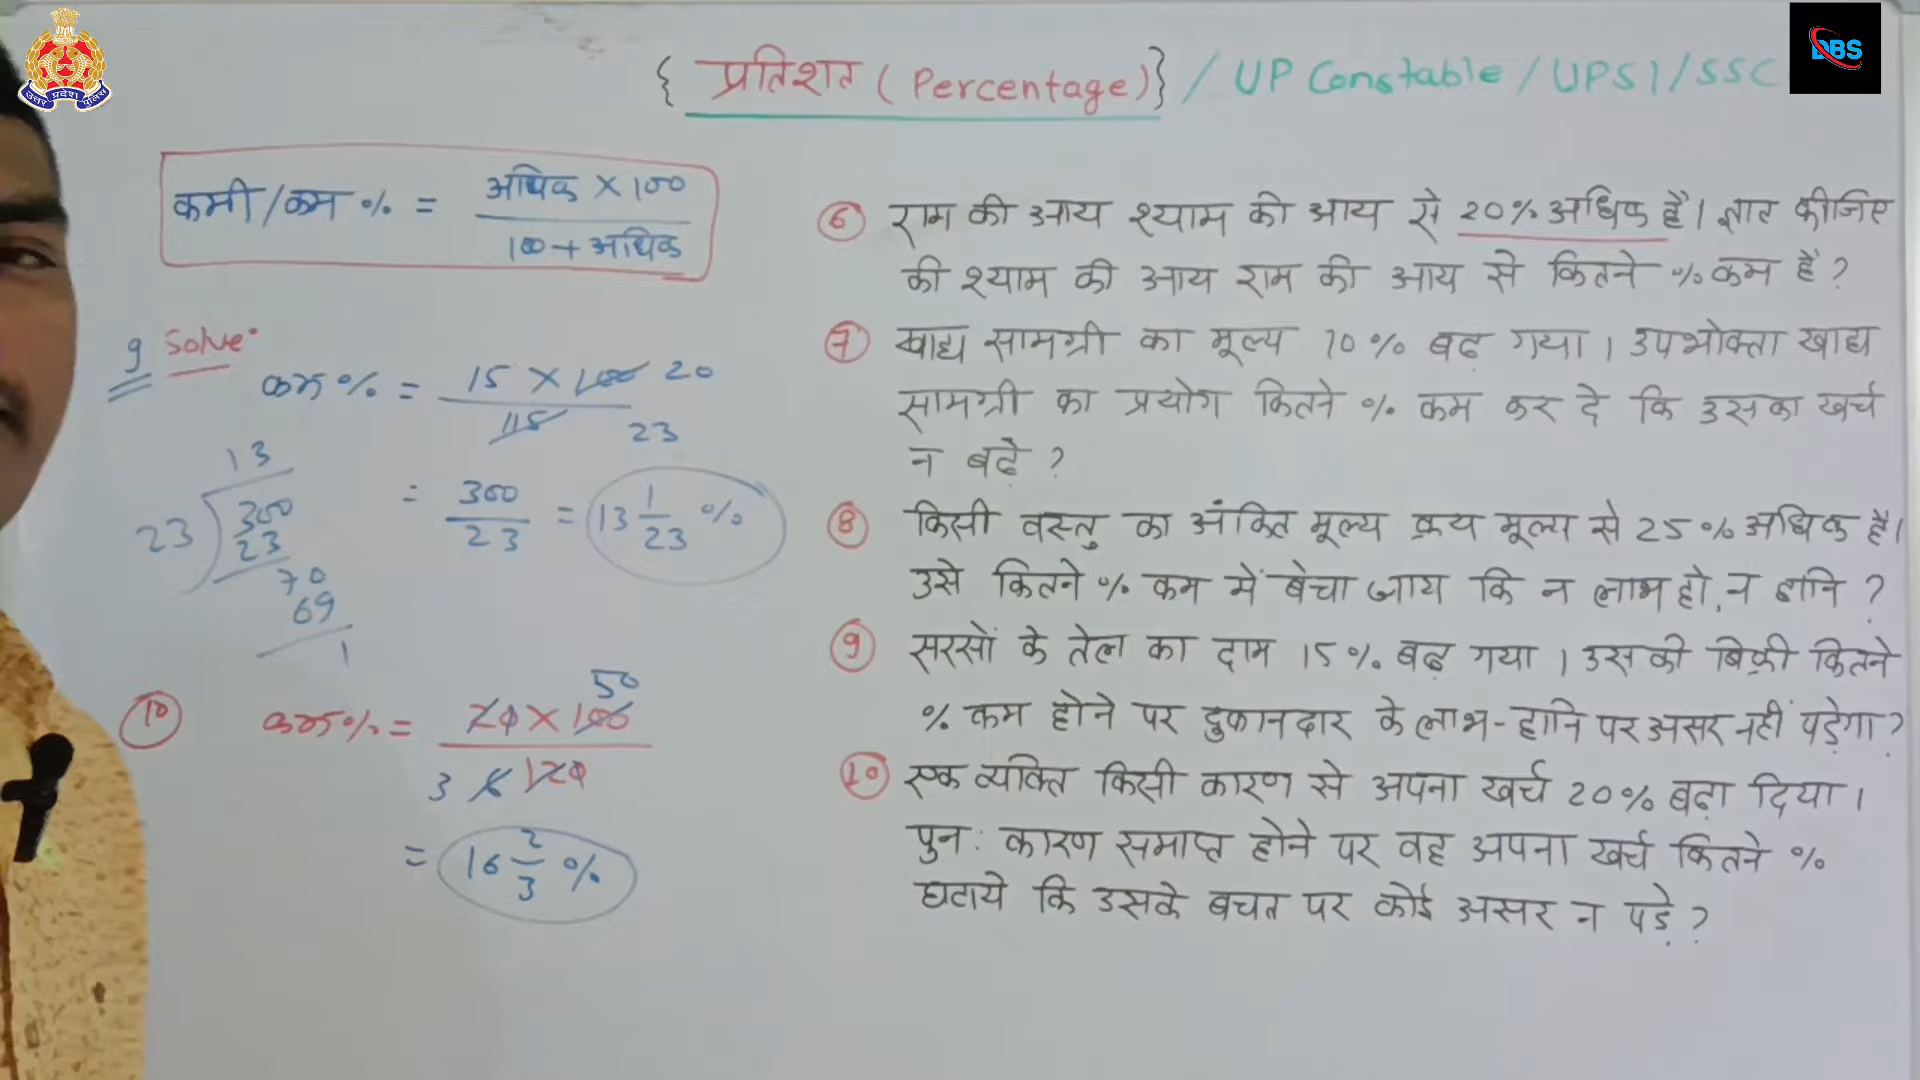 उत्तर प्रदेश पुलिस
DBS
{ प्रतिशत ( Percentage ) } / UP Constable / UPSI / SSC
कमी / कम % = अधिक × 100
100 + अधिक
9 Solve
कम % = 15 × 100 20
115 23
= 300 / 23 = 13 1/23 %
13
23 300
23
70
69
1
10 कम % = 20 × 100 50
3 6 120
= 16 2/3 %
6 राम की आय श्याम की आय से 20% अधिक है। ज्ञात कीजिए
की श्याम की आय राम की आय से कितने % कम है ?
7 खाद्य सामग्री का मूल्य 10% बढ़ गया । उपभोक्ता खाद्य
सामग्री का प्रयोग कितने % कम कर दे कि उसका खर्च
न बढ़े ?
8 किसी वस्तु का अंकित मूल्य क्रय मूल्य से 25% अधिक है।
उसे कितने % कम में बेचा जाय कि न लाभ हो, न हानि ?
9 सरसों के तेल का दाम 15% बढ़ गया । उसकी बिक्री कितने
% कम होने पर दुकानदार के लाभ - हानि पर असर नहीं पड़ेगा ?
10 एक व्यक्ति किसी कारण से अपना खर्च 20% बढ़ा दिया ।
पुन: कारण समाप्त होने पर वह अपना खर्च कितने %
घटाये कि उसके बचत पर कोई असर न पड़े ?